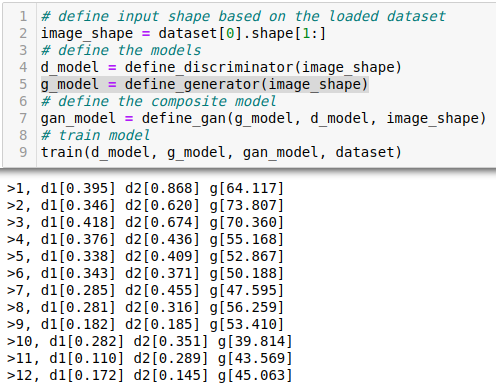 1 # define input shape based on the loaded dataset
2 image_shape = dataset[0].shape[1:]
3 # define the models
4 d_model = define_discriminator(image_shape)
5 g_model = define_generator(image_shape)
6 # define the composite model
7 gan_model = define_gan(g_model, d_model, image_shape)
8 # train model
9 train(d_model, g_model, gan_model, dataset)
>1, d1[0.395] d2[0.868] g[64.117]
>2, d1[0.346] d2[0.620] g[73.807]
>3, d1[0.418] d2[0.674] g[70.360]
>4, d1[0.376] d2[0.436] g[55.168]
>5, d1[0.338] d2[0.409] g[52.867]
>6, d1[0.343] d2[0.371] g[50.188]
>7, d1[0.285] d2[0.455] g[47.595]
>8, d1[0.281] d2[0.316] g[56.259]
>9, d1[0.182] d2[0.185] g[53.410]
>10, d1[0.282] d2[0.351] g[39.814]
>11, d1[0.110] d2[0.289] g[43.569]
>12, d1[0.172] d2[0.145] g[45.063]